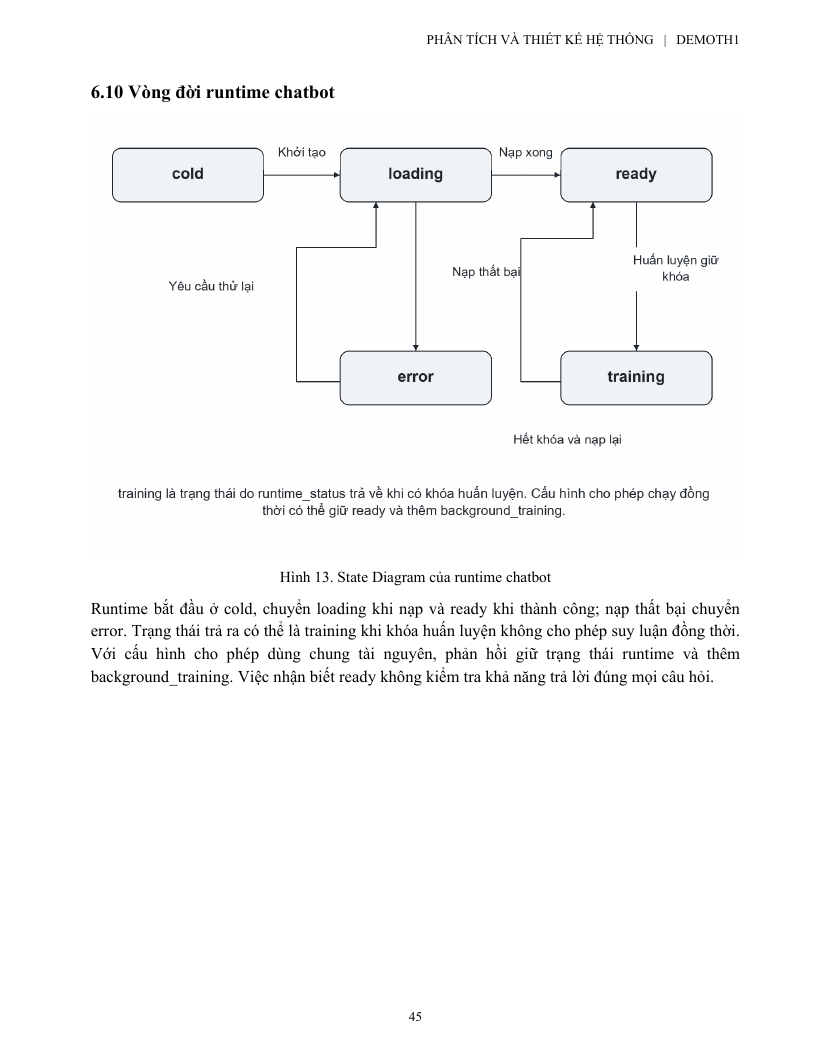 PHÂN TÍCH VÀ THIẾT KẾ HỆ THỐNG | DEMOTH1
6.10 Vòng đời runtime chatbot
Khởi tạo
Nạp xong
cold
loading
ready
Yêu cầu thử lại
Nạp thất bại
Huấn luyện giữ
khóa
error
training
Hết khóa và nạp lại
training là trạng thái do runtime_status trả về khi có khóa huấn luyện. Cấu hình cho phép chạy đồng
thời có thể giữ ready và thêm background_training.
Hình 13. State Diagram của runtime chatbot
Runtime bắt đầu ở cold, chuyển loading khi nạp và ready khi thành công; nạp thất bại chuyển
error. Trạng thái trả ra có thể là training khi khóa huấn luyện không cho phép suy luận đồng thời.
Với cấu hình cho phép dùng chung tài nguyên, phản hồi giữ trạng thái runtime và thêm
background_training. Việc nhận biết ready không kiểm tra khả năng trả lời đúng mọi câu hỏi.
45